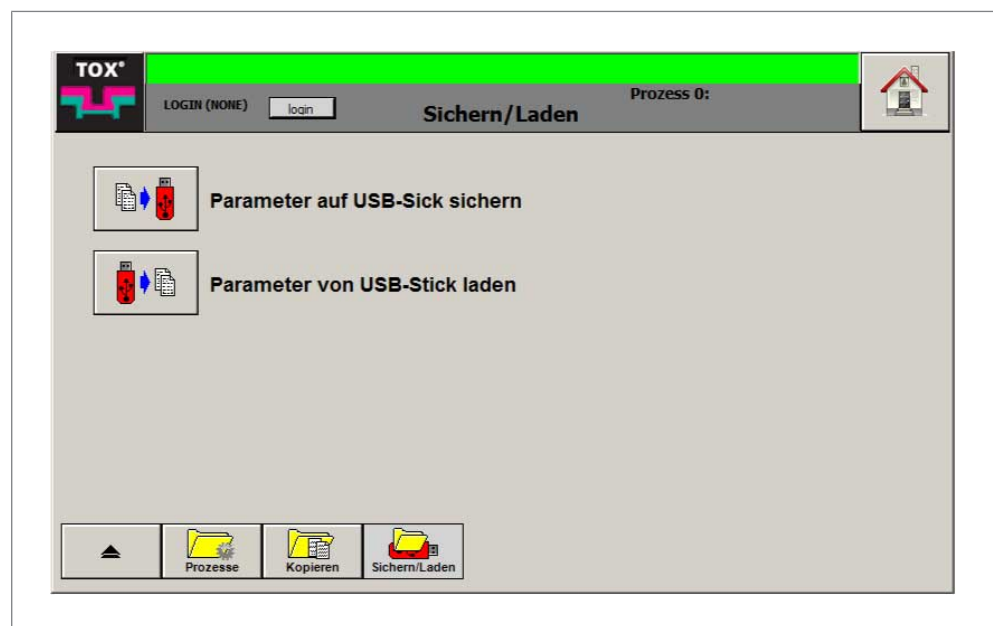 TOX®
LOGIN (NONE) login Sichern/Laden Prozess 0:
Parameter auf USB-Sick sichern
Parameter von USB-Stick laden
Prozesse Kopieren Sichern/Laden